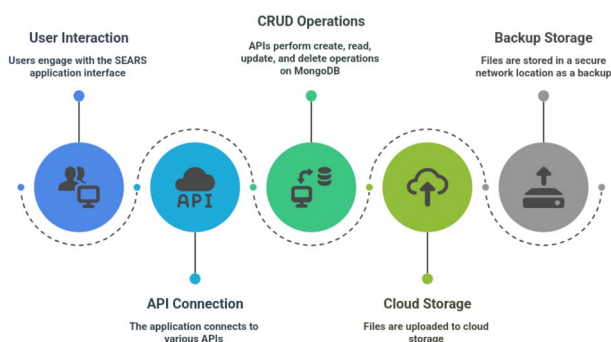 User Interaction
Users engage with the SEARS
application interface
CRUD Operations
APIs perform create, read,
update, and delete operations
on MongoDB
Backup Storage
Files are stored in a secure
network location as a backup
API
API Connection
The application connects to
various APIs
Cloud Storage
Files are uploaded to cloud
storage